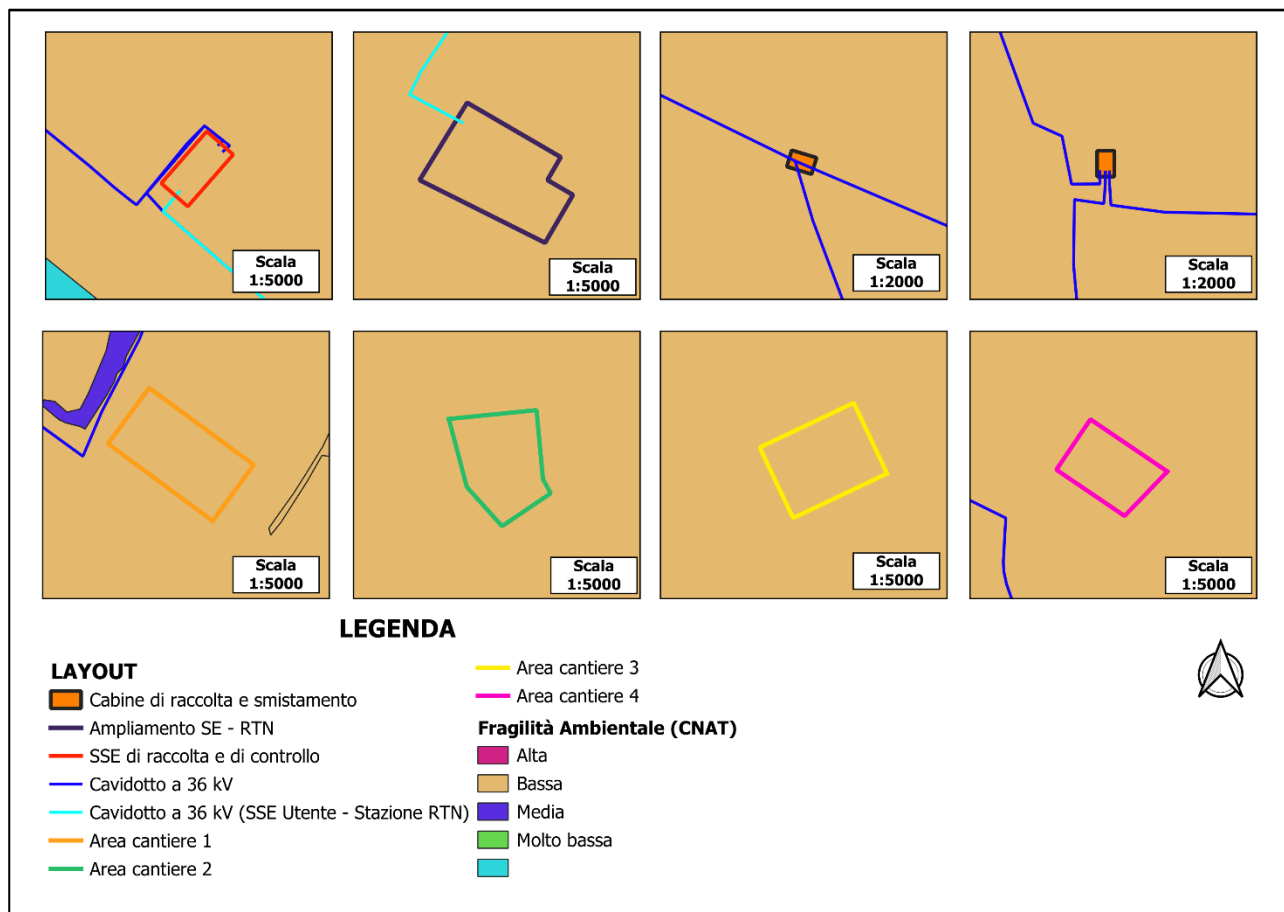 Scala
1:5000
Scala
1:5000
Scala
1:2000
Scala
1:2000
Scala
1:5000
Scala
1:5000
Scala
1:5000
Scala
1:5000
LEGENDA
LAYOUT
Cabine di raccolta e smistamento
Ampliamento SE - RTN
SSE di raccolta e di controllo
Cavidotto a 36 kV
Cavidotto a 36 kV (SSE Utente - Stazione RTN)
Area cantiere 1
Area cantiere 2
Area cantiere 3
Area cantiere 4
Fragilità Ambientale (CNAT)
Alta
Bassa
Media
Molto bassa